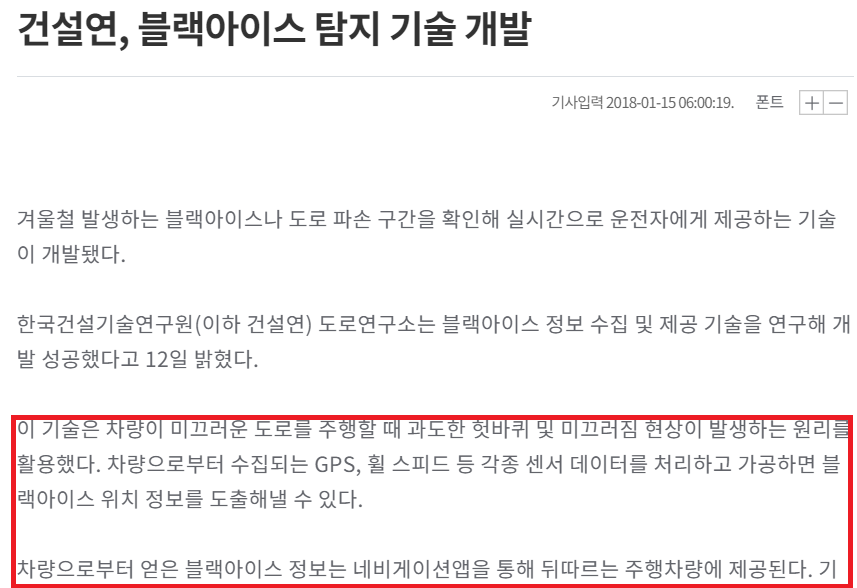 건설연, 블랙아이스 탐지 기술 개발
기사입력 2018-01-15 06:00:19. 폰트 + -
겨울철 발생하는 블랙아이스나 도로 파손 구간을 확인해 실시간으로 운전자에게 제공하는 기술
이 개발됐다.
한국건설기술연구원(이하 건설연) 도로연구소는 블랙아이스 정보 수집 및 제공 기술을 연구해 개
발 성공했다고 12일 밝혔다.
이 기술은 차량이 미끄러운 도로를 주행할 때 과도한 헛바퀴 및 미끄러짐 현상이 발생하는 원리를
활용했다. 차량으로부터 수집되는 GPS, 휠 스피드 등 각종 센서 데이터를 처리하고 가공하면 블
랙아이스 위치 정보를 도출해낼 수 있다.
차량으로부터 얻은 블랙아이스 정보는 네비게이션앱을 통해 뒤따르는 주행차량에 제공된다. 기